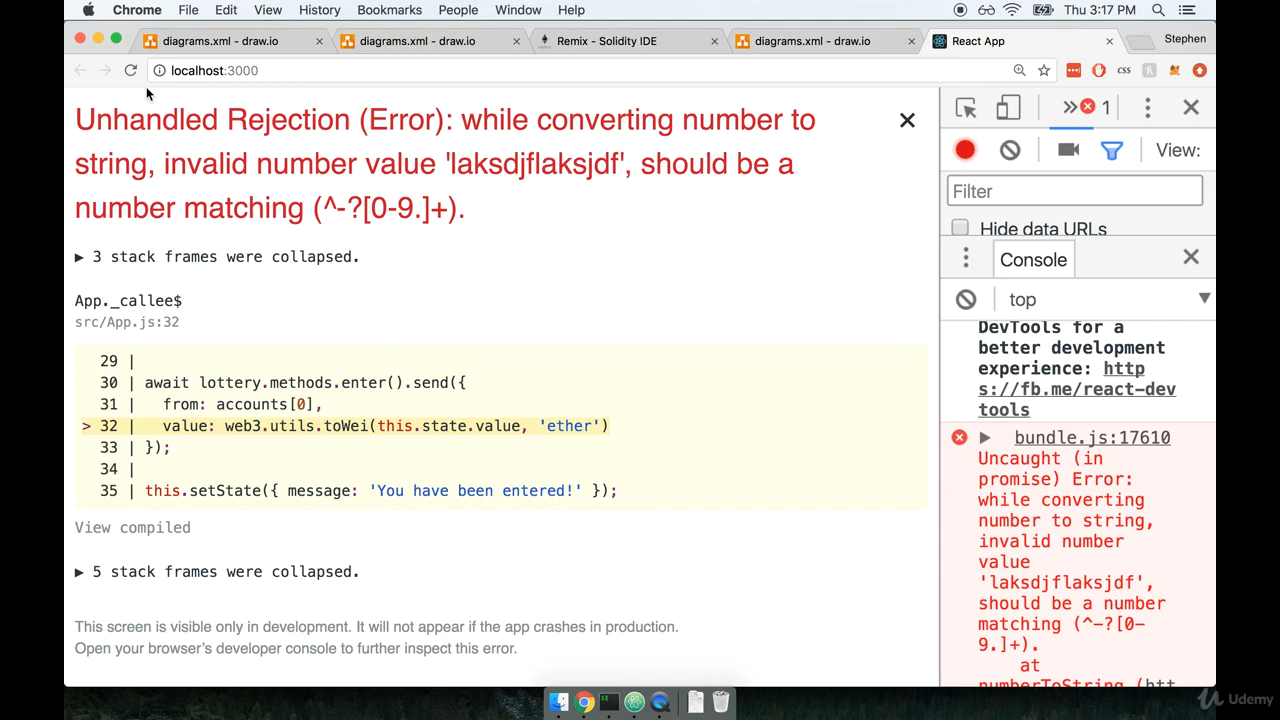 Chrome File Edit View History Bookmarks People Window Help Thu 3:17 PM
diagrams.xml - draw.io × diagrams.xml - draw.io × Remix - Solidity IDE × diagrams.xml - draw.io × React App × Stephen
localhost:3000 CSS
Unhandled Rejection (Error): while converting number to
string, invalid number value 'laksdjflaksjdf', should be a
number matching (^-?[0-9.]+).
▶ 3 stack frames were collapsed.
App._callee$
src/App.js:32
29 |
30 | await lottery.methods.enter().send({
31 | from: accounts[0],
> 32 | value: web3.utils.toWei(this.state.value, 'ether')
33 | });
34 |
35 | this.setState({ message: 'You have been entered!' });
View compiled
▶ 5 stack frames were collapsed.
This screen is visible only in development. It will not appear if the app crashes in production.
Open your browser's developer console to further inspect this error.
1
View:
Filter
Hide data URLs
Console
top
DevTools for a
better development
experience: http
s://fb.me/react-dev
tools
bundle.js:17610
Uncaught (in
promise) Error:
while converting
number to string,
invalid number
value
'laksdjflaksjdf',
should be a number
matching (^-?[0-
9.]+).
at
numberToString (htt
Udemy